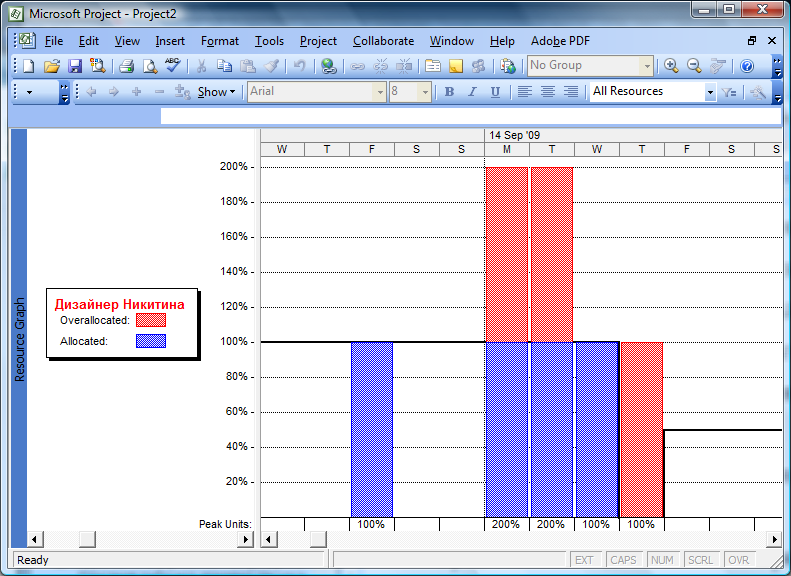 Microsoft Project - Project2
File Edit View Insert Format Tools Project Collaborate Window Help Adobe PDF
ABC No Group
Show Arial 8 B I U All Resources
14 Sep '09
W T F S S M T W T F S S
200%
180%
160%
140%
120%
100%
80%
60%
40%
20%
Resource Graph
Дизайнер Никитина
Overallocated:
Allocated:
Peak Units: 100% 200% 200% 100% 100%
Ready EXT CAPS NUM SCRL OVR